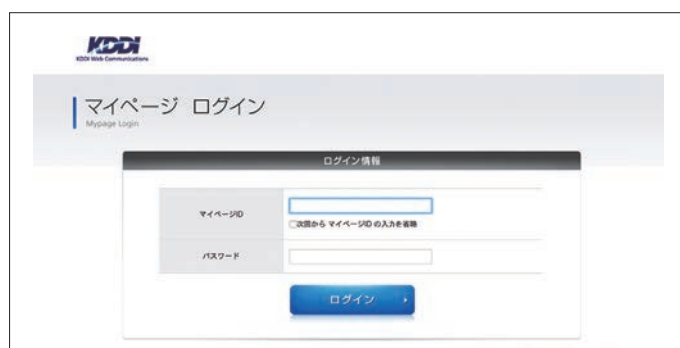 KDDI
KDDI Web Communications
マイページ ログイン
Mypage Login
ログイン情報
マイページID
□次回から マイページID の入力を省略
パスワード
ログイン